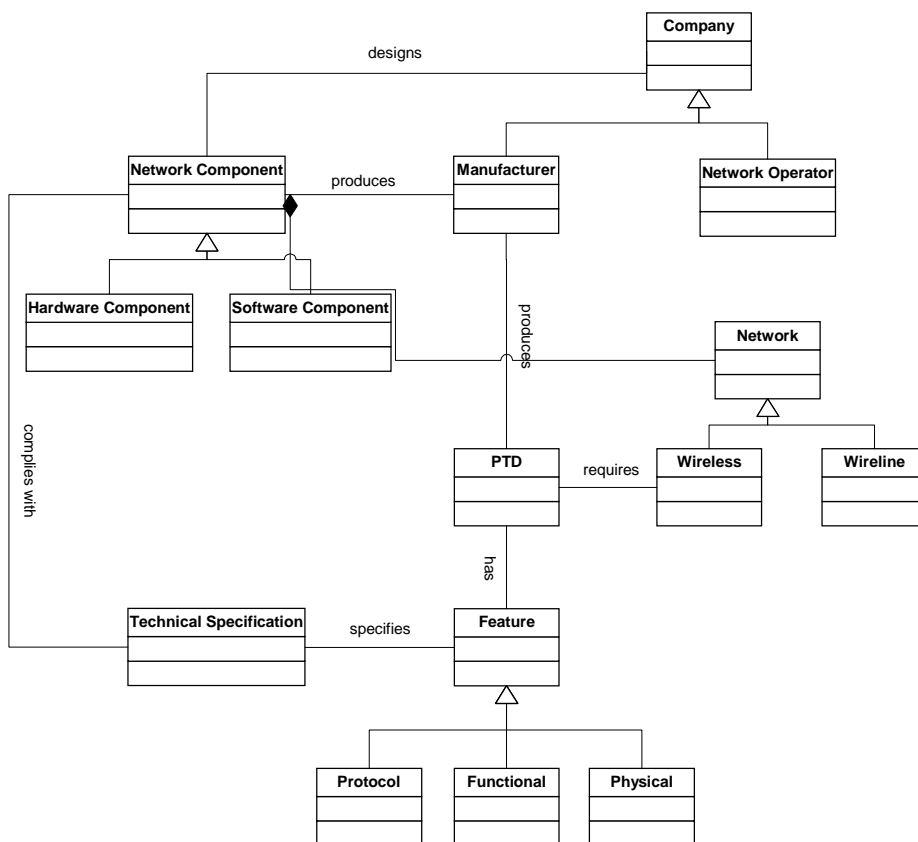 Company
designs
Network Component
produces
Manufacturer
Network Operator
Hardware Component
Software Component
produces
Network
complies with
PTD
requires
Wireless
Wireline
has
Technical Specification
specifies
Feature
Protocol
Functional
Physical